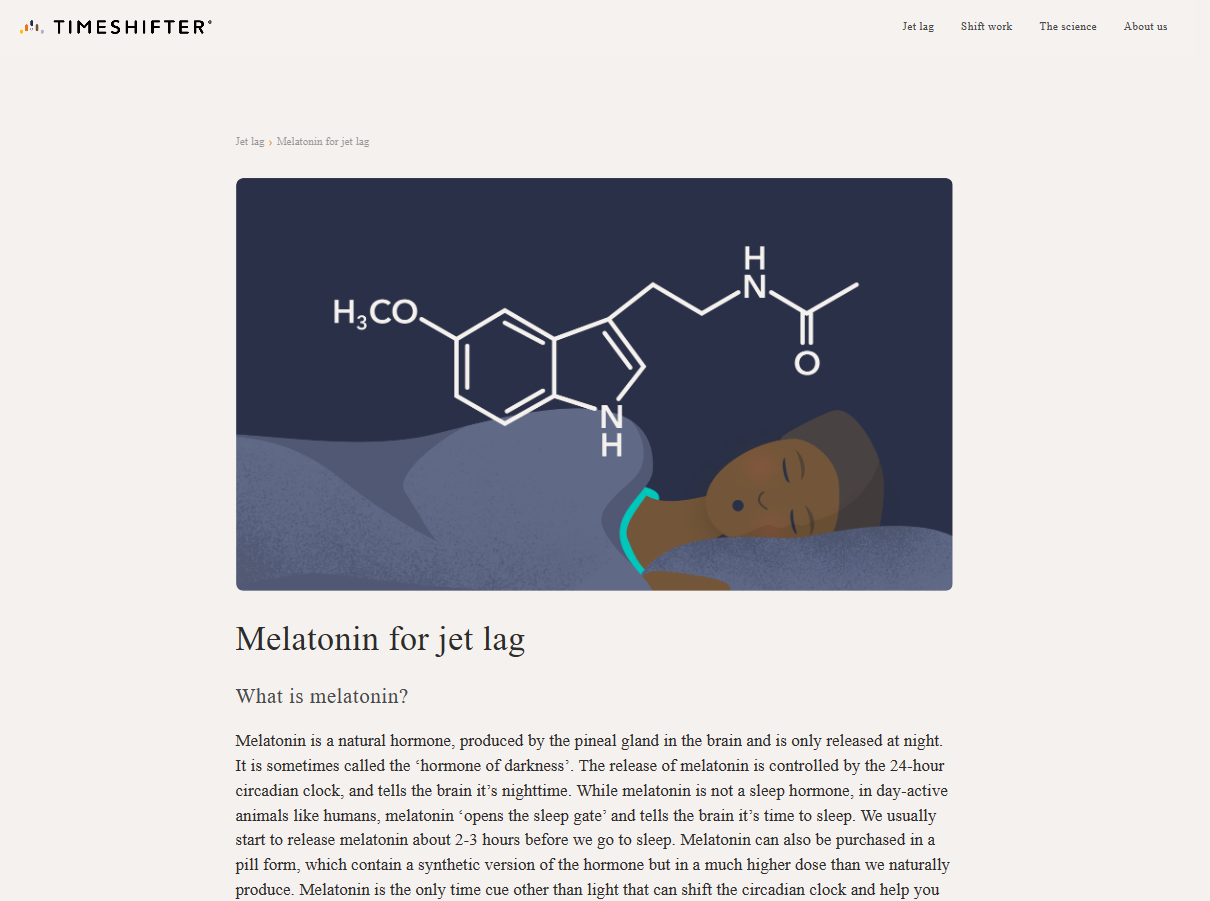 TIMESHIFTER®
Jet lag Shift work The science About us
Jet lag › Melatonin for jet lag
H
N
H₃CO
O
N
H
Melatonin for jet lag
What is melatonin?
Melatonin is a natural hormone, produced by the pineal gland in the brain and is only released at night.
It is sometimes called the ‘hormone of darkness’. The release of melatonin is controlled by the 24-hour
circadian clock, and tells the brain it’s nighttime. While melatonin is not a sleep hormone, in day-active
animals like humans, melatonin ‘opens the sleep gate’ and tells the brain it’s time to sleep. We usually
start to release melatonin about 2-3 hours before we go to sleep. Melatonin can also be purchased in a
pill form, which contain a synthetic version of the hormone but in a much higher dose than we naturally
produce. Melatonin is the only time cue other than light that can shift the circadian clock and help you